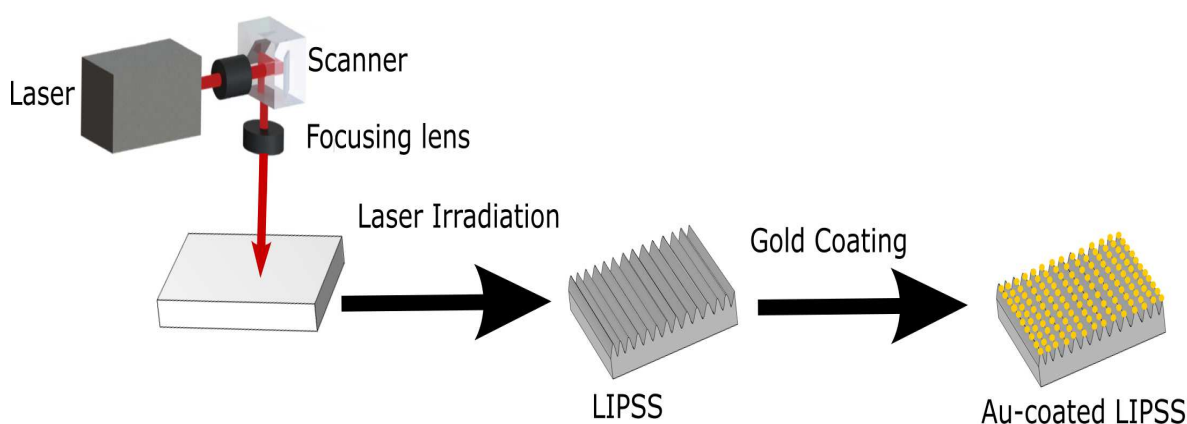 Scanner
Laser
Focusing lens
Laser Irradiation
Gold Coating
LIPSS
Au-coated LIPSS